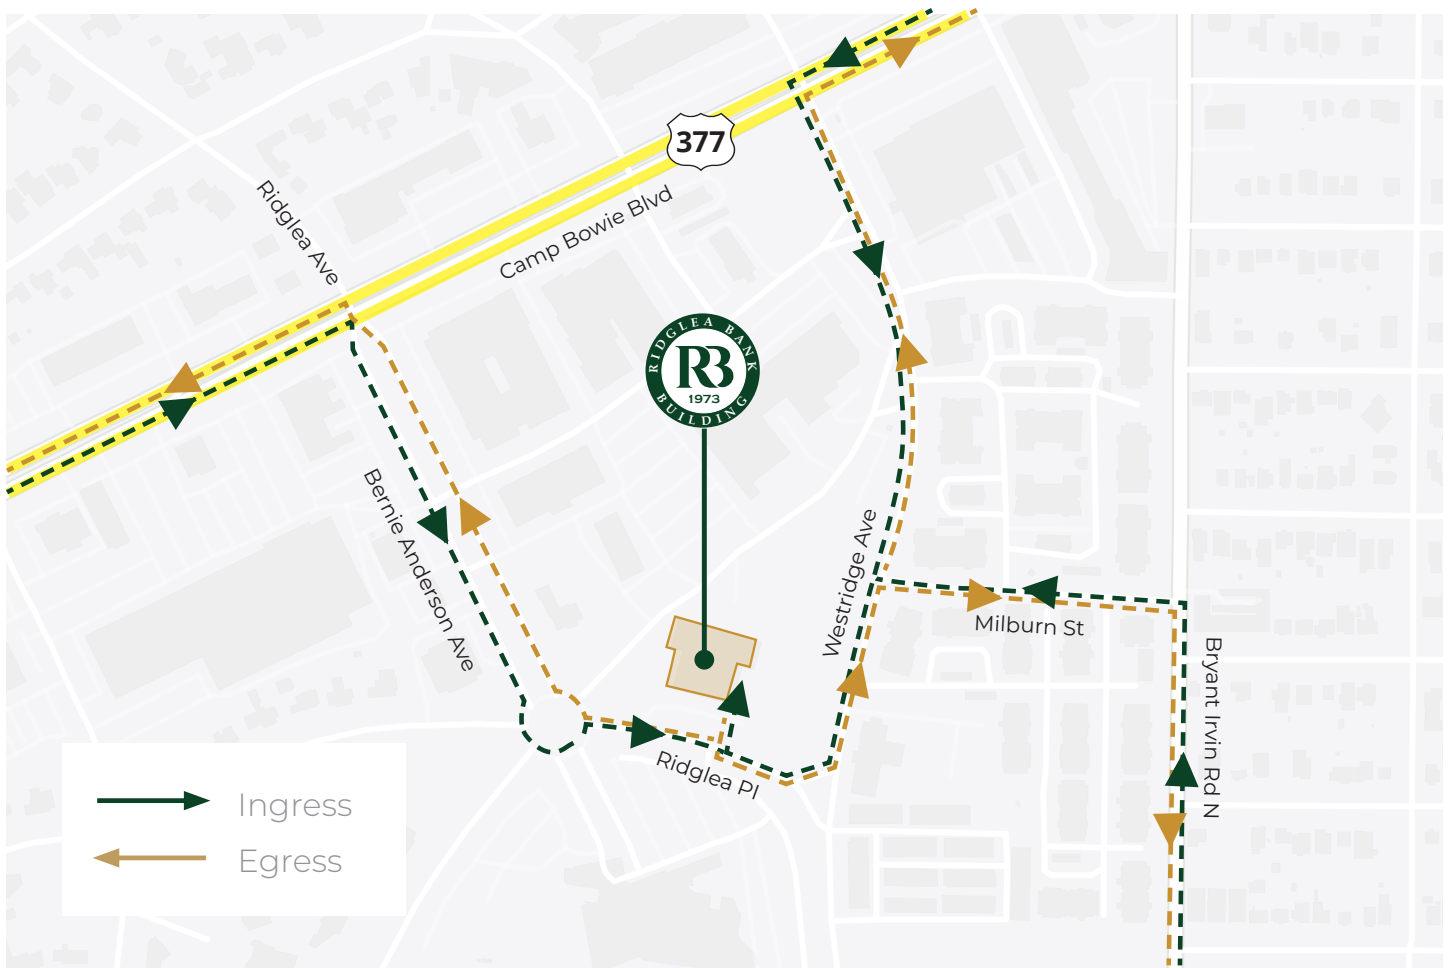 377
Ridglea Ave
Camp Bowie Blvd
RIDGLEA BANK
RB
1973
BUILDING
Bernie Anderson Ave
Westridge Ave
Milburn St
Bryant Irvin Rd N
Ridglea Pl
Ingress
Egress